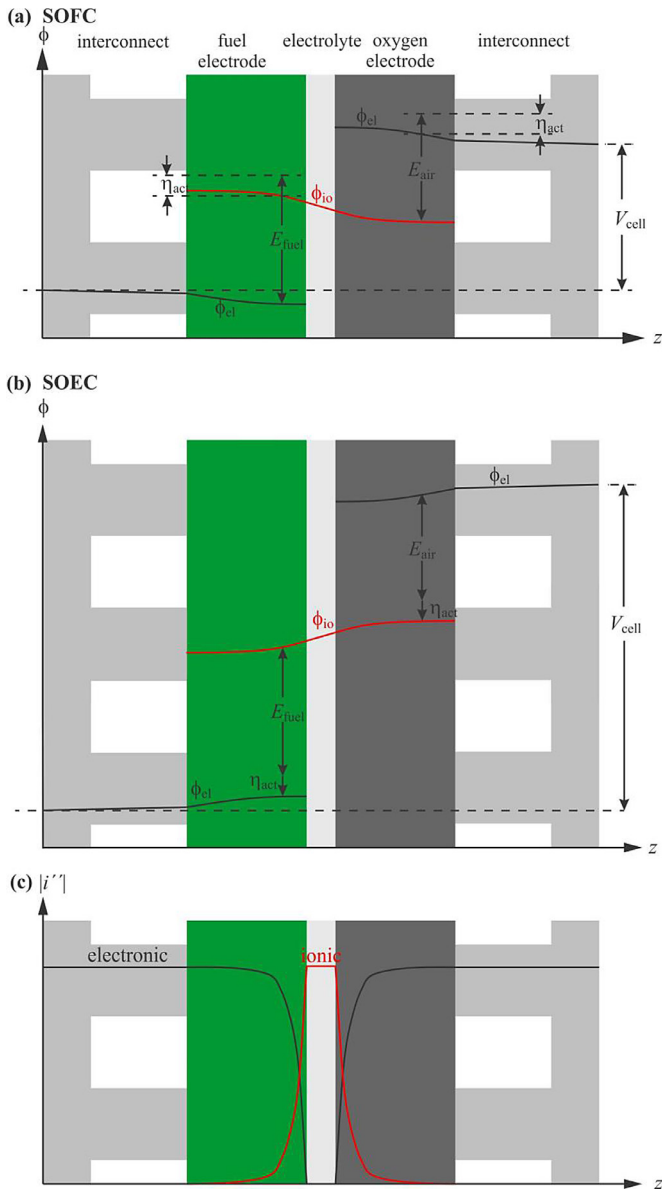 (a) SOFC
ϕ
interconnect
fuel
electrode
electrolyte
oxygen
electrode
interconnect
ϕel
ηact
ηact
Eair
ϕio
Vcell
Efuel
ϕel
z
(b) SOEC
ϕ
ϕel
Eair
ηact
ϕio
Vcell
Efuel
ηact
ϕel
z
(c) |i´´|
electronic
ionic
z